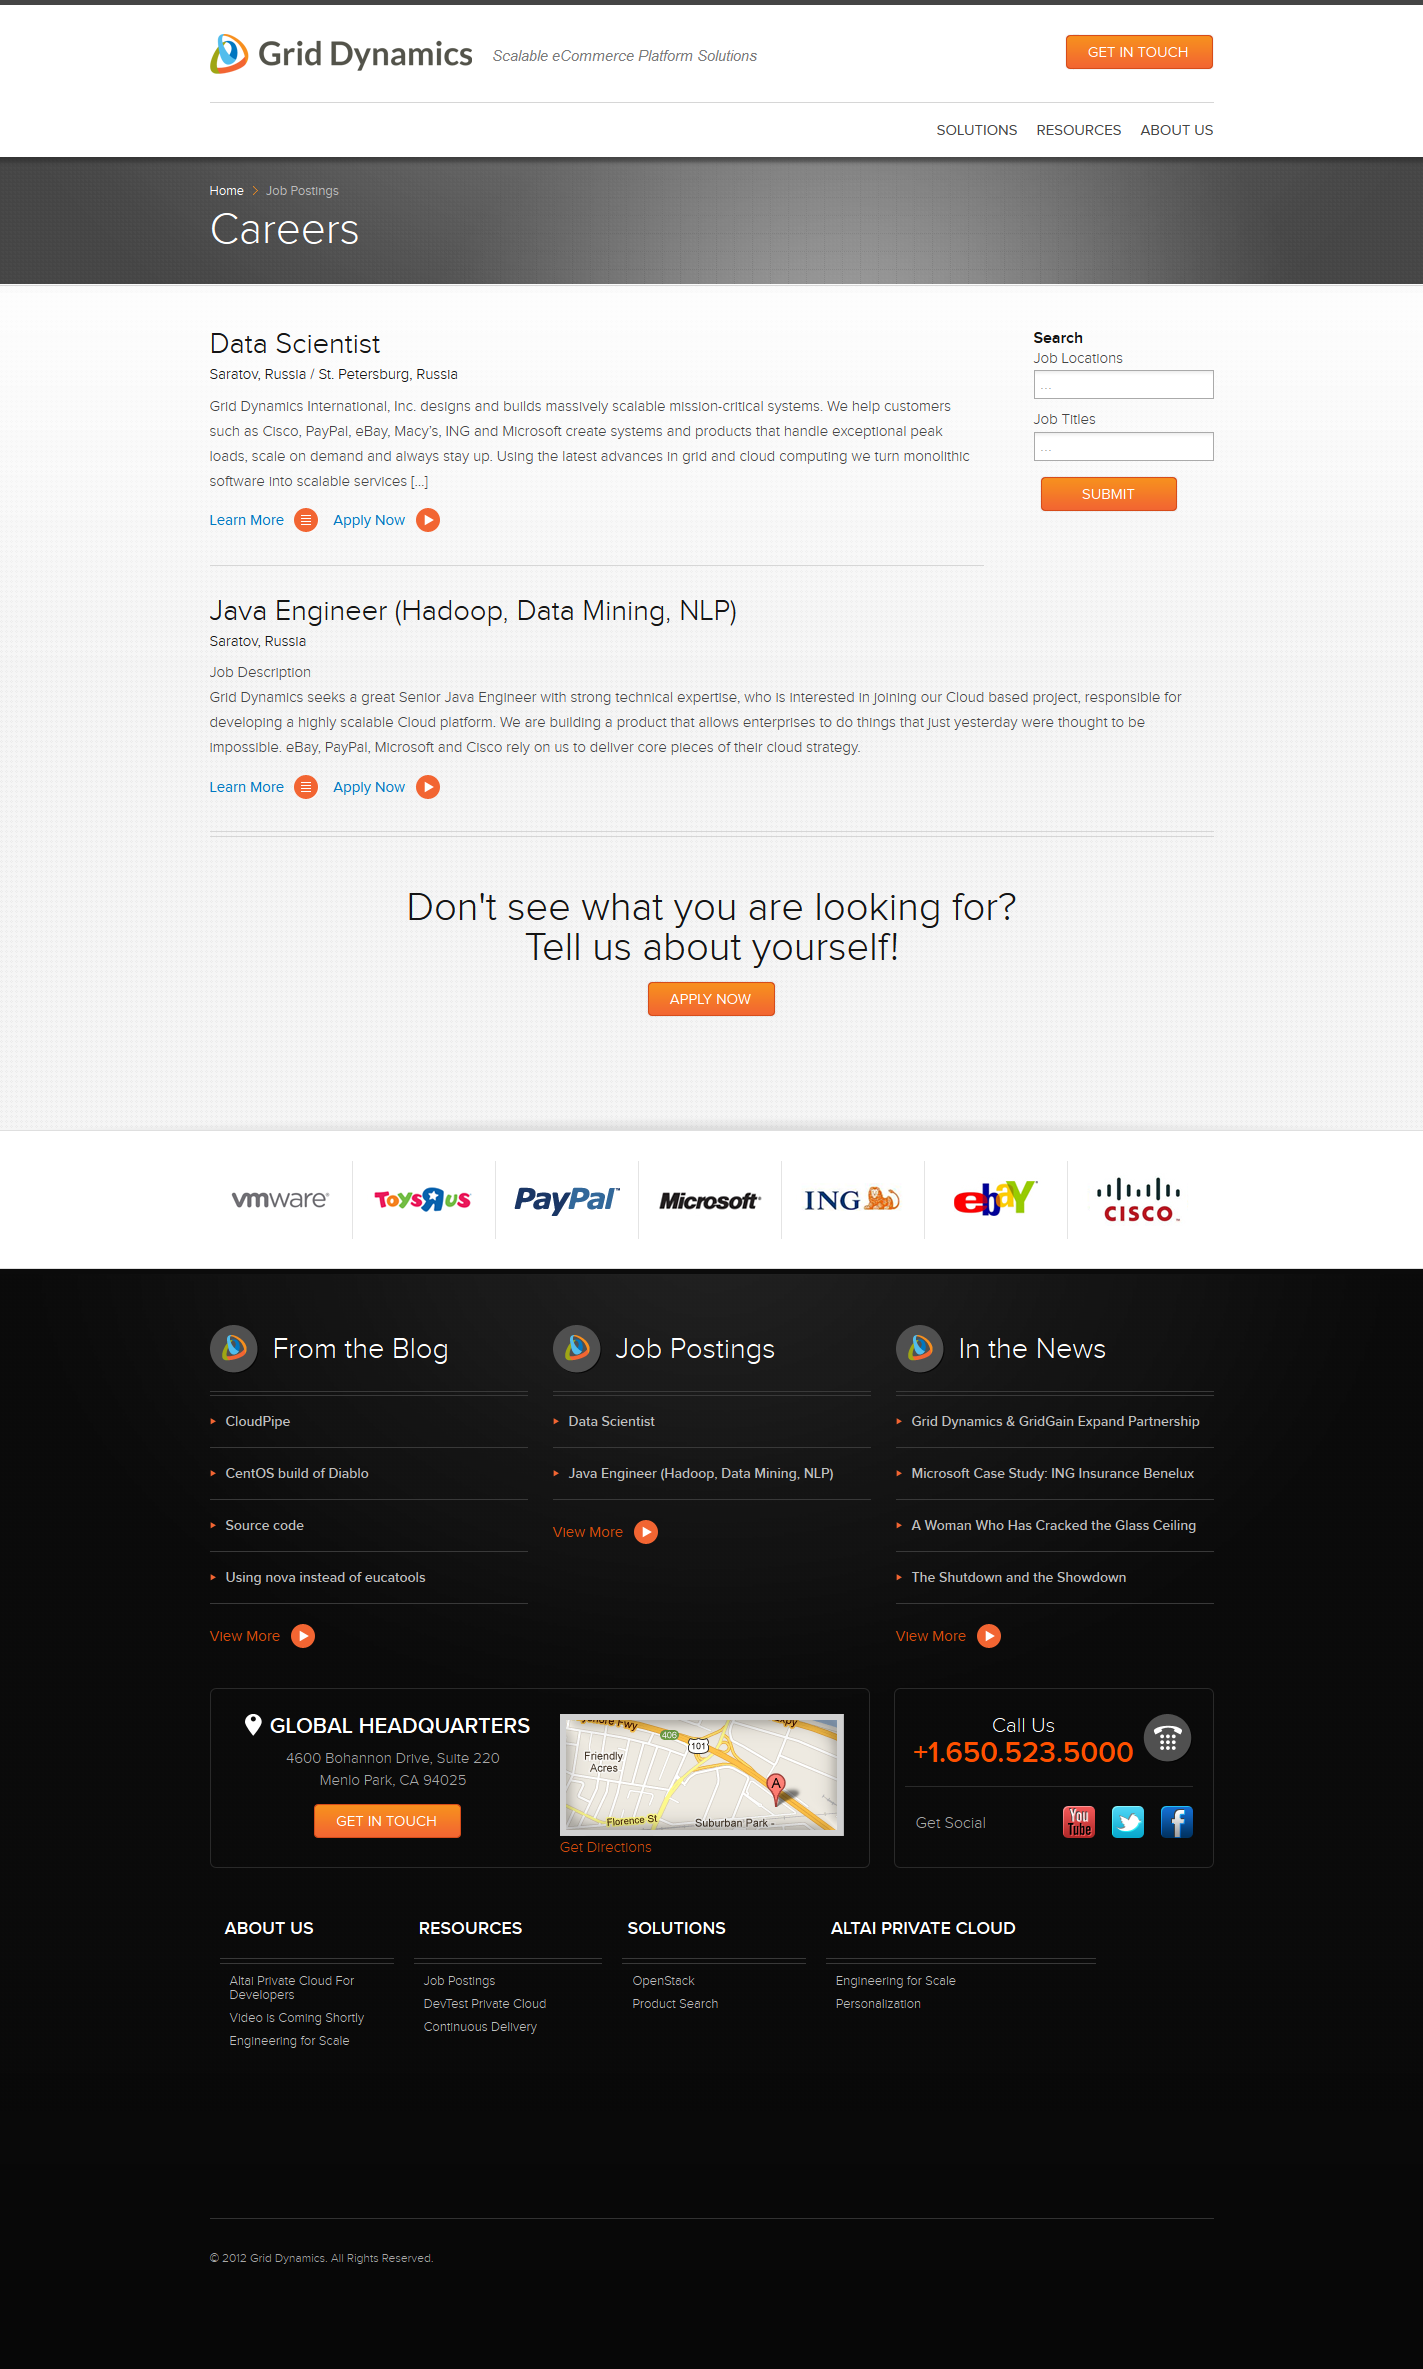 Grid Dynamics Scalable eCommerce Platform Solutions
GET IN TOUCH
SOLUTIONS RESOURCES ABOUT US
Home > Job Postings
Careers
Data Scientist
Saratov, Russia / St. Petersburg, Russia
Grid Dynamics International, Inc. designs and builds massively scalable mission-critical systems. We help customers
such as Cisco, PayPal, eBay, Macy's, ING and Microsoft create systems and products that handle exceptional peak
loads, scale on demand and always stay up. Using the latest advances in grid and cloud computing we turn monolithic
software into scalable services [...]
Learn More Apply Now
Search
Job Locations
...
Job Titles
...
SUBMIT
Java Engineer (Hadoop, Data Mining, NLP)
Saratov, Russia
Job Description
Grid Dynamics seeks a great Senior Java Engineer with strong technical expertise, who is interested in joining our Cloud based project, responsible for
developing a highly scalable Cloud platform. We are building a product that allows enterprises to do things that just yesterday were thought to be
impossible. eBay, PayPal, Microsoft and Cisco rely on us to deliver core pieces of their cloud strategy.
Learn More Apply Now
Don't see what you are looking for?
Tell us about yourself!
APPLY NOW
vmware ToysRus PayPal Microsoft ING ebaY CISCO
From the Blog
CloudPipe
CentOS build of Diablo
Source code
Using nova instead of eucatools
View More
Job Postings
Data Scientist
Java Engineer (Hadoop, Data Mining, NLP)
View More
In the News
Grid Dynamics & GridGain Expand Partnership
Microsoft Case Study: ING Insurance Benelux
A Woman Who Has Cracked the Glass Ceiling
The Shutdown and the Showdown
View More
GLOBAL HEADQUARTERS
4600 Bohannon Drive, Suite 220
Menlo Park, CA 94025
GET IN TOUCH
406
101
Friendly
Acres
A
Florence St
Suburban Park -
Get Directions
Call Us
+1.650.523.5000
Get Social
You
Tube
f
ABOUT US
Altai Private Cloud For
Developers
Video is Coming Shortly
Engineering for Scale
RESOURCES
Job Postings
DevTest Private Cloud
Continuous Delivery
SOLUTIONS
OpenStack
Product Search
ALTAI PRIVATE CLOUD
Engineering for Scale
Personalization
© 2012 Grid Dynamics. All Rights Reserved.